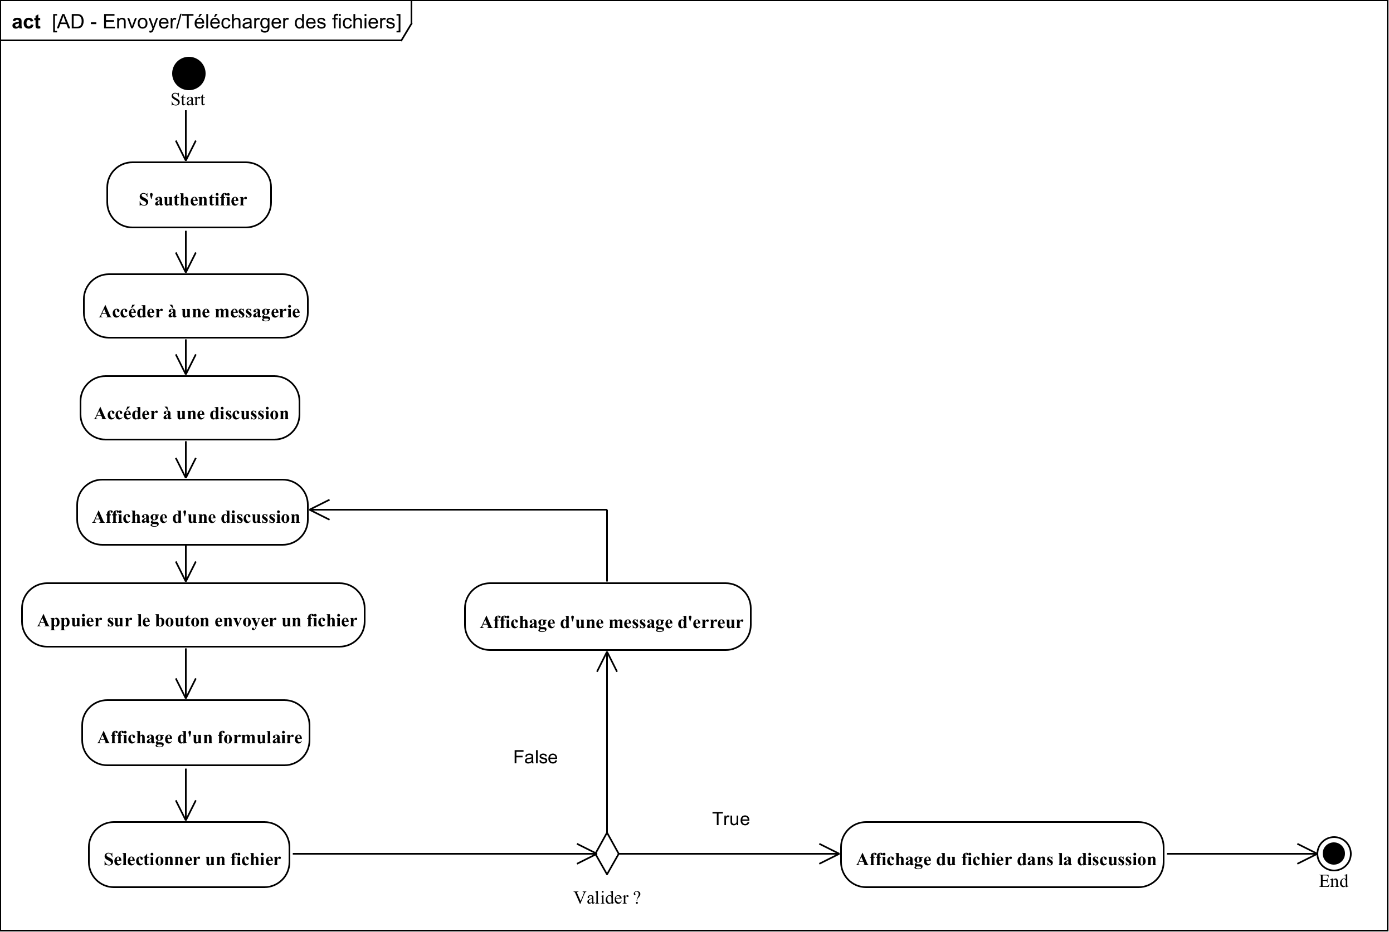 act [AD - Envoyer/Télécharger des fichiers]
Start
S'authentifier
Accéder à une messagerie
Accéder à une discussion
Affichage d'une discussion
Appuier sur le bouton envoyer un fichier
Affichage d'une message d'erreur
Affichage d'un formulaire
False
True
Selectionner un fichier
Valider ?
Affichage du fichier dans la discussion
End